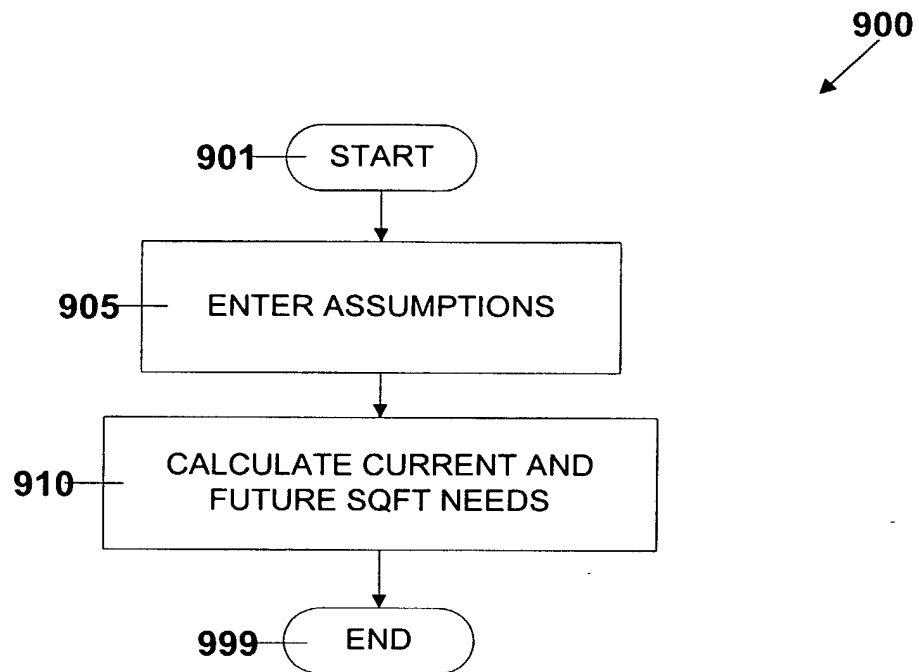 900
901 START
905 ENTER ASSUMPTIONS
910 CALCULATE CURRENT AND
FUTURE SQFT NEEDS
999 END